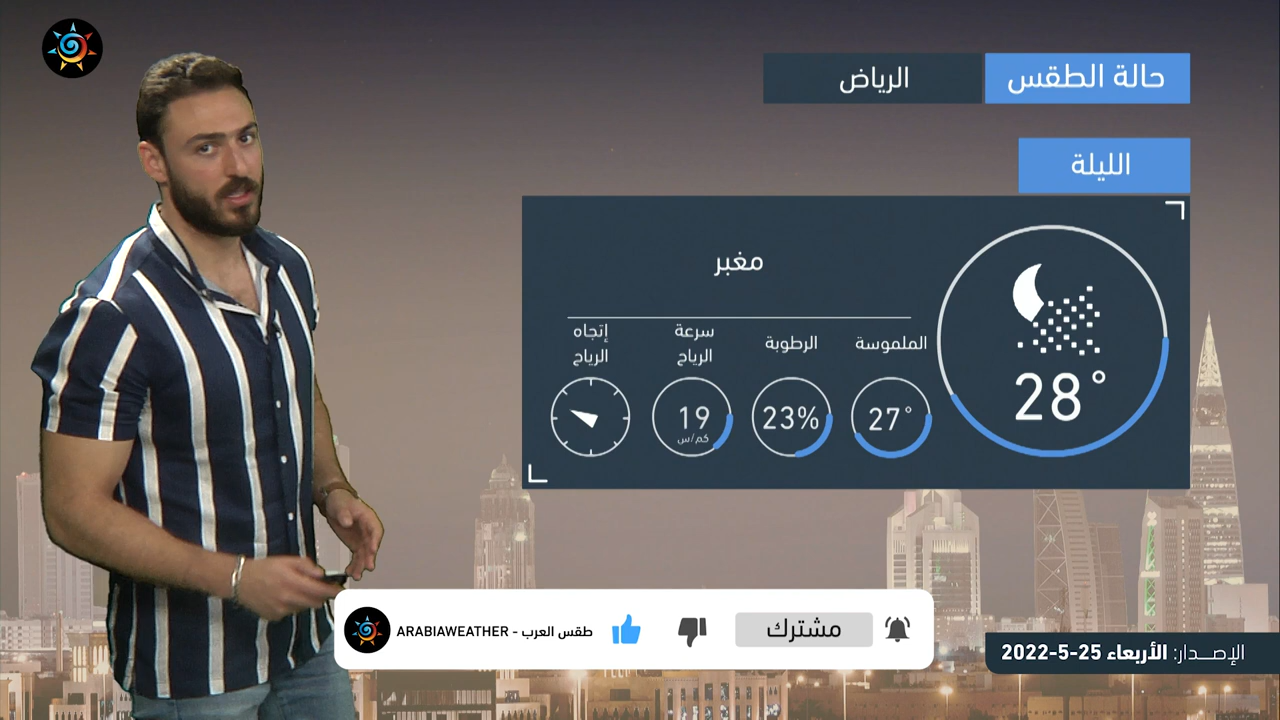 حالة الطقس
الرياض
الليلة
مغبر
28°
الملموسة
الرطوبة
سرعة
الرياح
إتجاه
الرياح
27°
23%
19
كم/س
ARABIAWEATHER - طقس العرب
مشترك
الإصـدار: الأربعاء 25-5-2022